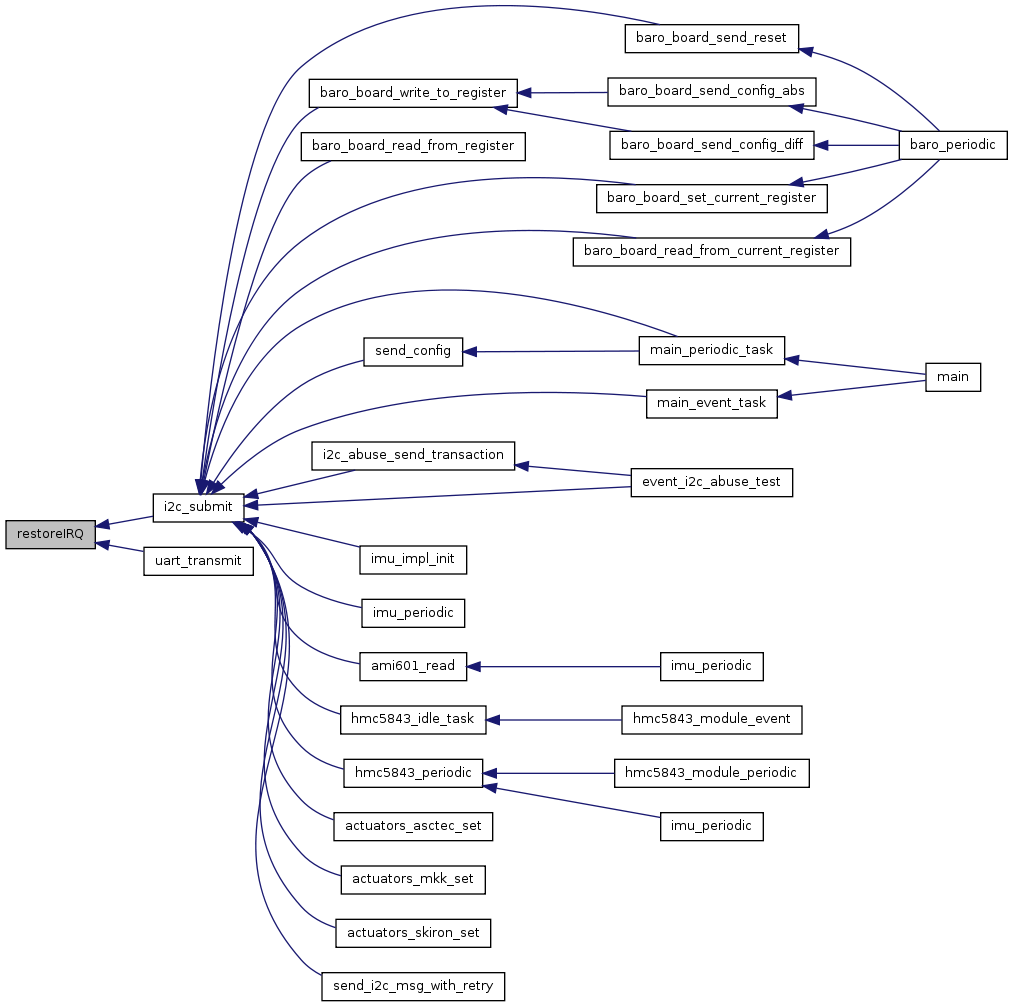 baro_board_send_reset
baro_board_write_to_register
baro_board_send_config_abs
baro_board_read_from_register
baro_board_send_config_diff
baro_periodic
baro_board_set_current_register
baro_board_read_from_current_register
send_config
main_periodic_task
main
main_event_task
i2c_abuse_send_transaction
event_i2c_abuse_test
i2c_submit
restoreIRQ
uart_transmit
imu_impl_init
imu_periodic
ami601_read
imu_periodic
hmc5843_idle_task
hmc5843_module_event
hmc5843_periodic
hmc5843_module_periodic
actuators_asctec_set
imu_periodic
actuators_mkk_set
actuators_skiron_set
send_i2c_msg_with_retry